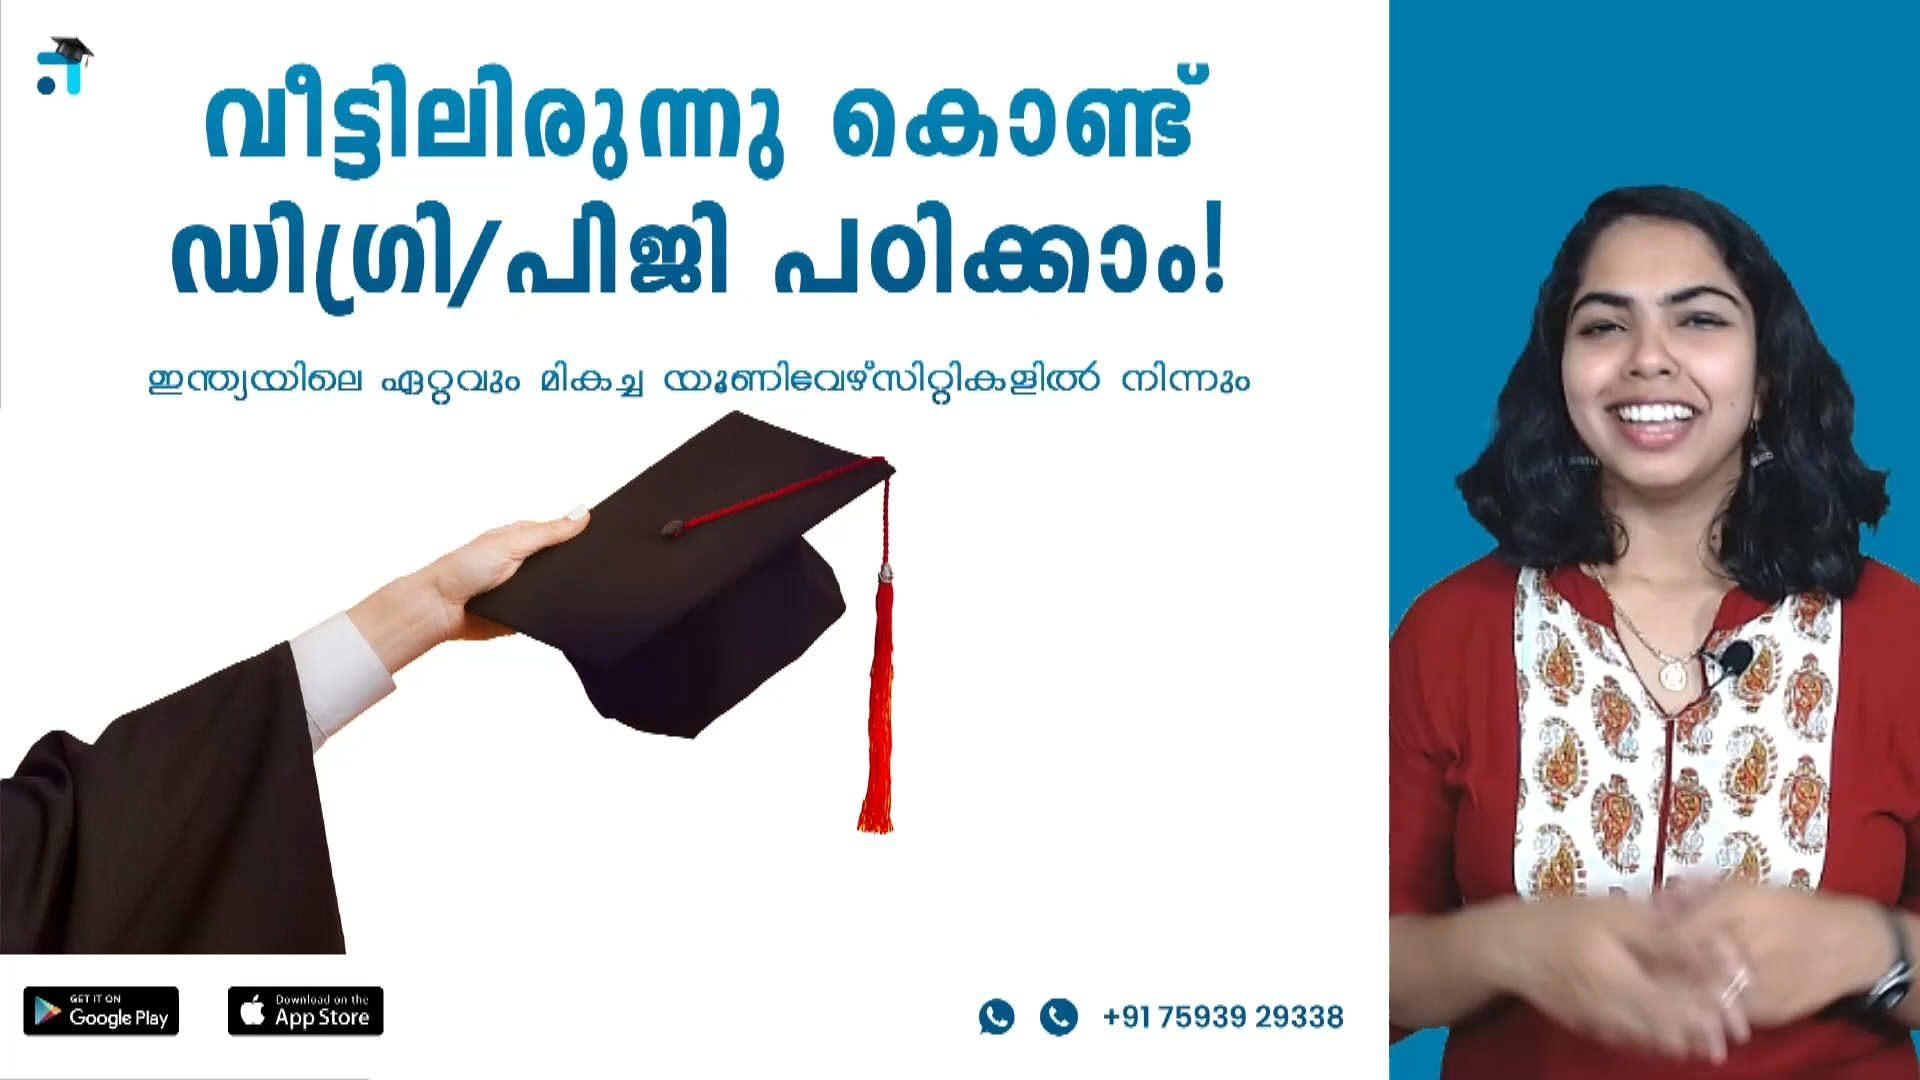 വീട്ടിലിരുന്നു കൊണ്ട്
ഡിഗ്രി/പിജി പഠിക്കാം!
ഇന്ത്യയിലെ ഏറ്റവും മികച്ച യൂണിവേഴ്സിറ്റികളിൽ നിന്നും
GET IT ON
Google Play
Download on the
App Store
+91 75939 29338